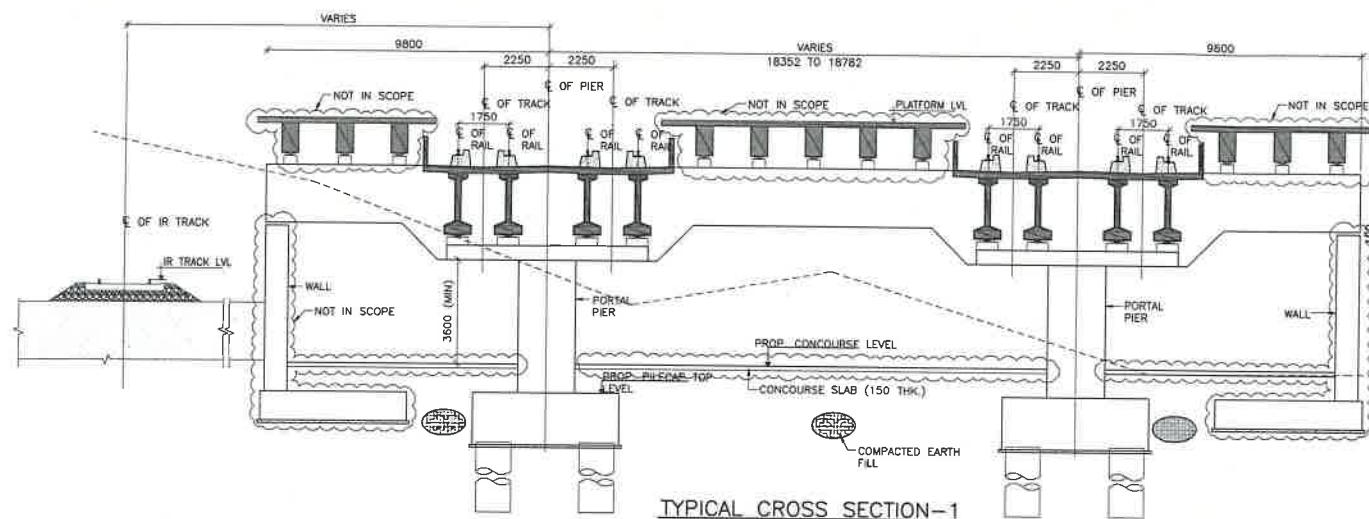 VARIES
9800
VARIES
18352 TO 18782
9800
2250
2250
2250
2250
℄ OF PIER
℄ OF PIER
NOT IN SCOPE
℄ OF TRACK
℄ OF TRACK
NOT IN SCOPE
PLATFORM LVL
℄ OF TRACK
℄ OF TRACK
NOT IN SCOPE
1750
1750
1750
℄ OF RAIL
℄ OF RAIL
℄ OF RAIL
℄ OF RAIL
℄ OF RAIL
℄ OF RAIL
℄ OF RAIL
℄ OF RAIL
℄ OF IR TRACK
IR TRACK LVL
WALL
NOT IN SCOPE
3600 (MIN)
PORTAL
PIER
PORTAL
PIER
WALL
PROP. CONCOURSE LEVEL
PROP. PILECAP TOP
LEVEL
CONCOURSE SLAB (150 THK.)
COMPACTED EARTH
FILL
TYPICAL CROSS SECTION-1